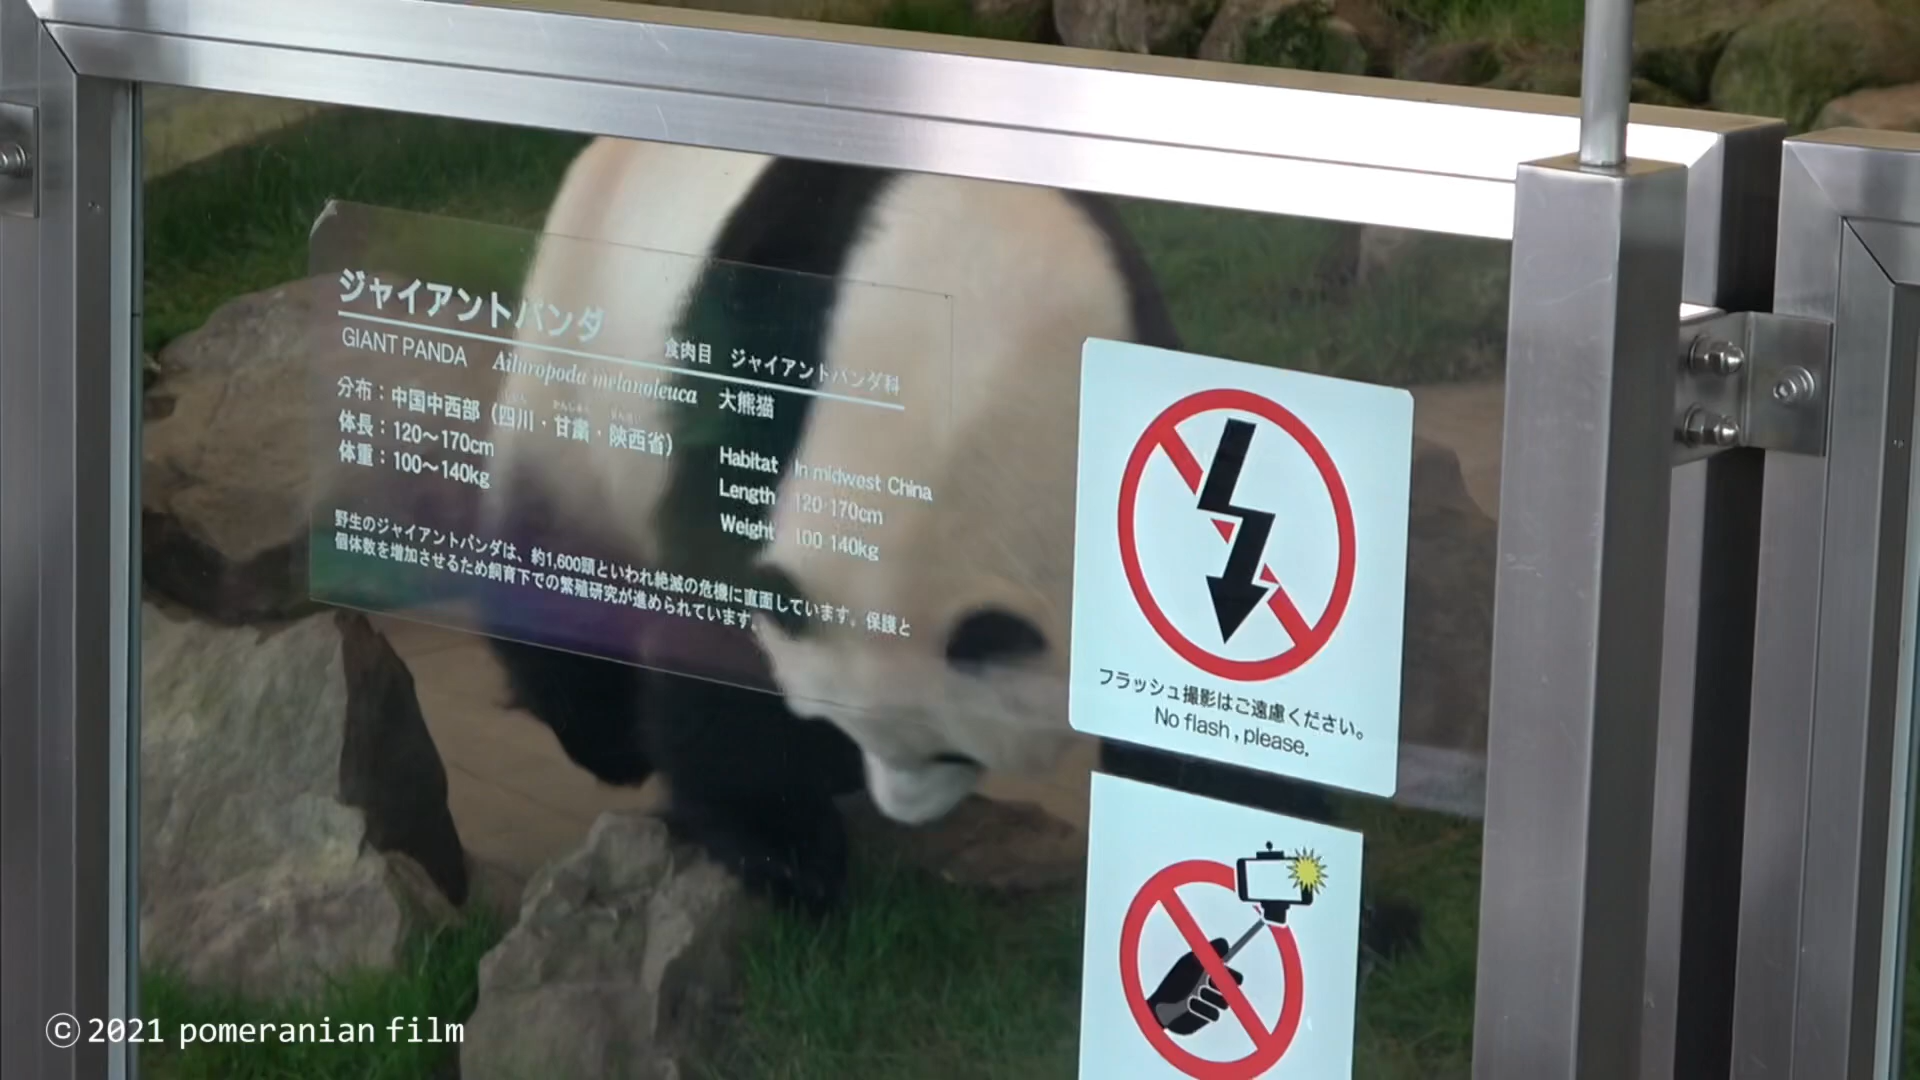 ジャイアントパンダ
食肉目 ジャイアントパンダ科
GIANT PANDA Ailuropoda melanoleuca 大熊猫
分布：中国中西部（四川・甘粛・陝西省）
体長：120～170cm
体重：100～140kg
Habitat In midwest China
Length 120-170cm
Weight 100-140kg
野生のジャイアントパンダは、約1,600頭といわれ絶滅の危機に直面しています。保護と
個体数を増加させるため飼育下での繁殖研究が進められています。
フラッシュ撮影はご遠慮ください。
No flash , please.
©2021 pomeranian film